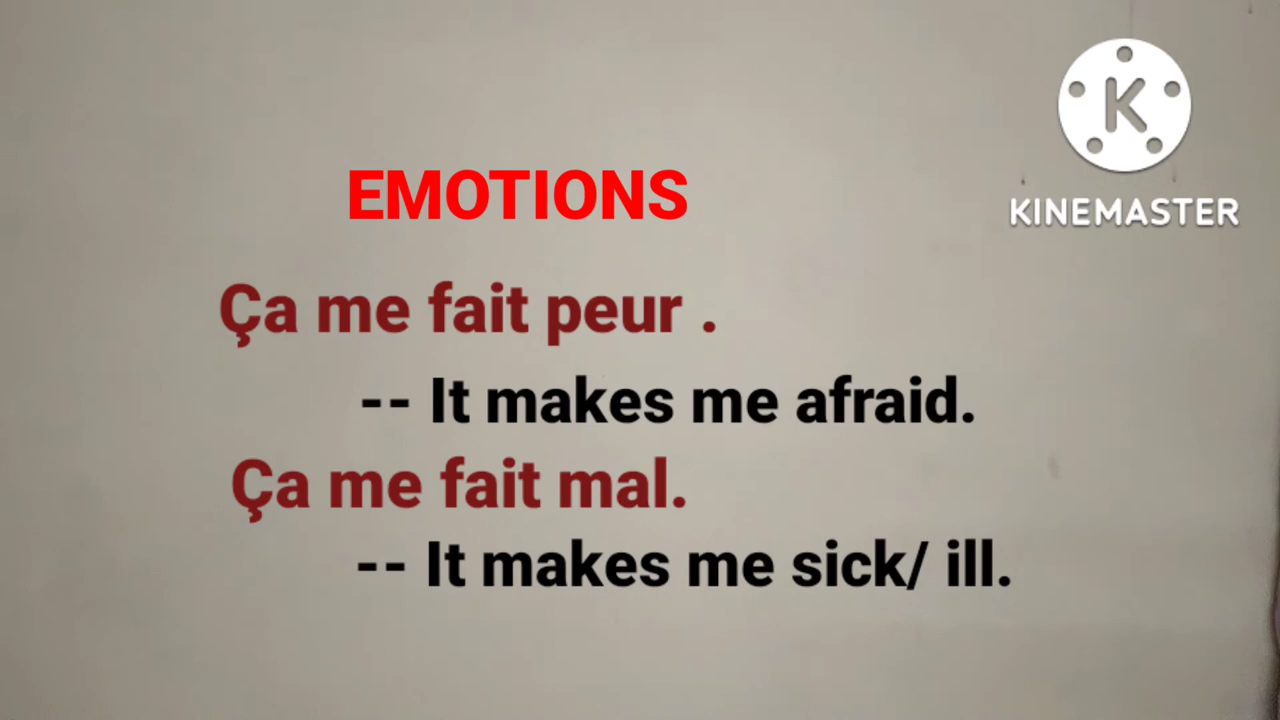 K
KINEMASTER
EMOTIONS
Ça me fait peur .
-- It makes me afraid.
Ça me fait mal.
-- It makes me sick/ ill.